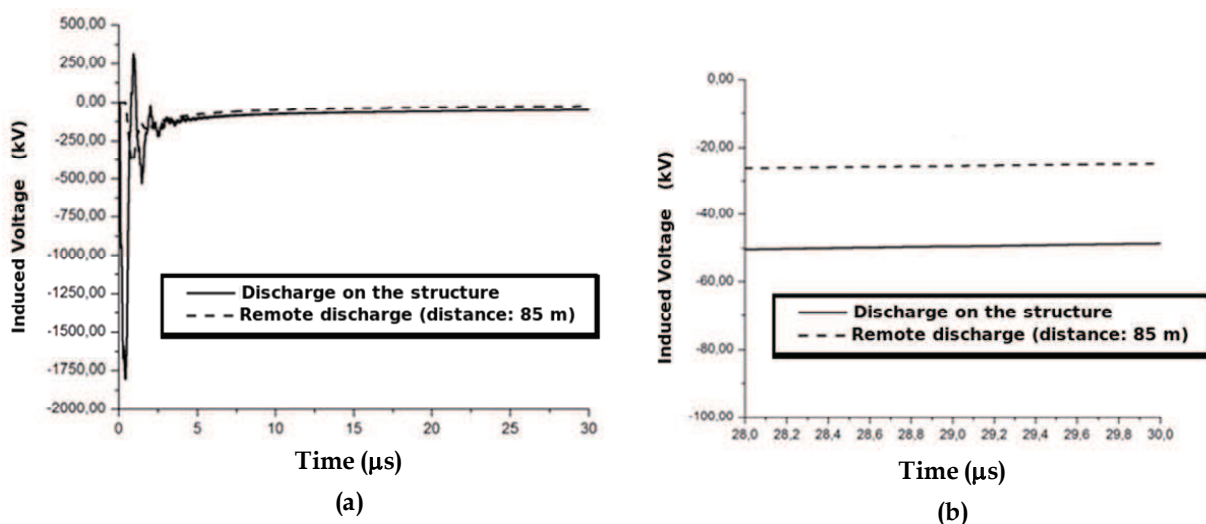 500,00
250,00
0,00
-250,00
-500,00
-750,00
-1000,00
-1250,00
-1500,00
-1750,00
-2000,00
Induced Voltage (kV)
Discharge on the structure
Remote discharge (distance: 85 m)
0 5 10 15 20 25 30
Time (μs)
(a)
0,00
-20,00
-40,00
-60,00
-80,00
-100,00
Induced Voltage (kV)
Discharge on the structure
Remote discharge (distance: 85 m)
28,0 28,2 28,4 28,6 28,8 29,0 29,2 29,4 29,6 29,8 30,0
Time (μs)
(b)